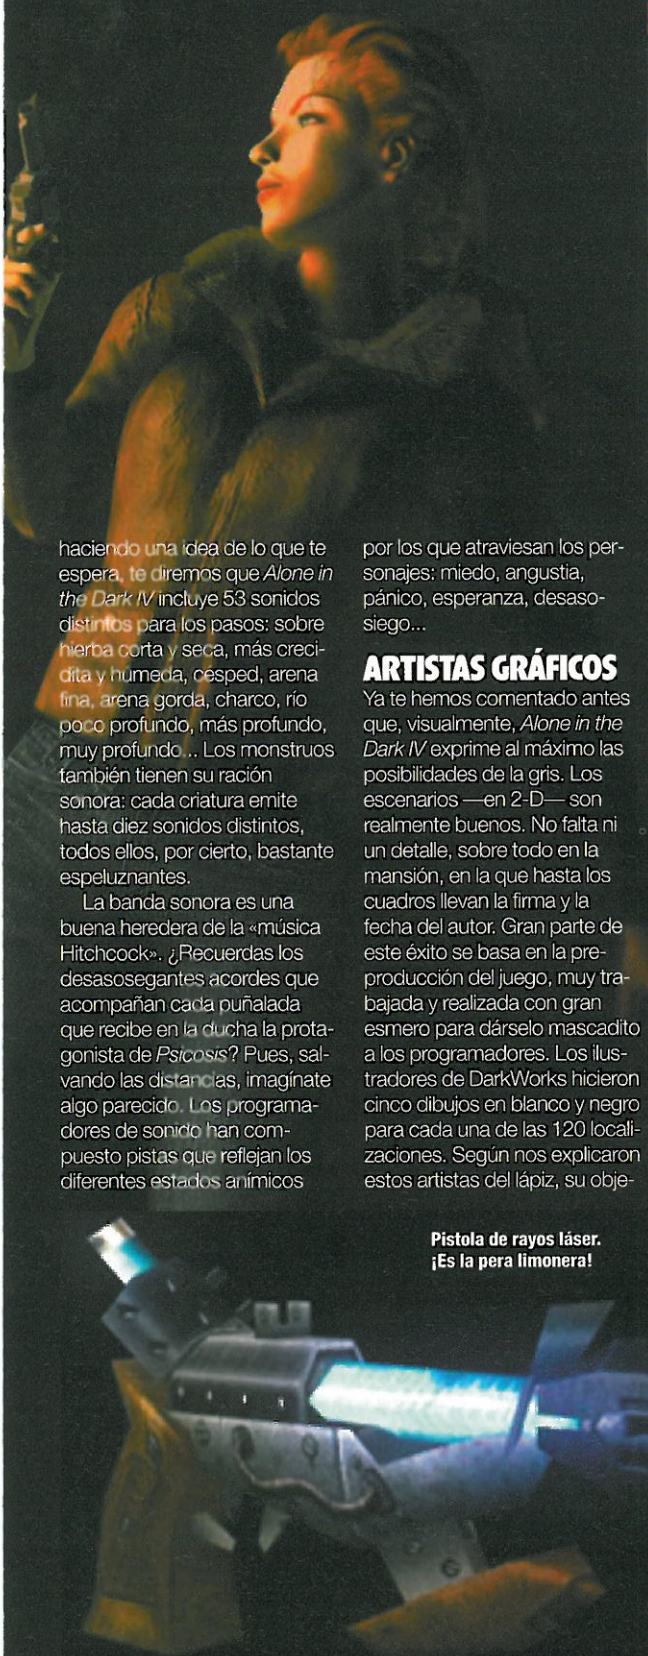 haciendo una idea de lo que te
espera, te diremos que Alone in
the Dark IV incluye 53 sonidos
distintos para los pasos: sobre
hierba corta y seca, más creci-
dita y humeda, cesped, arena
fina, arena gorda, charco, río
poco profundo, más profundo,
muy profundo... Los monstruos
también tienen su ración
sonora: cada criatura emite
hasta diez sonidos distintos,
todos ellos, por cierto, bastante
espeluznantes.
La banda sonora es una
buena heredera de la «música
Hitchcock». ¿Recuerdas los
desasosegantes acordes que
acompañan cada puñalada
que recibe en la ducha la prota-
gonista de Psicosis? Pues, sal-
vando las distancias, imagínate
algo parecido. Los programa-
dores de sonido han com-
puesto pistas que reflejan los
diferentes estados anímicos
por los que atraviesan los per-
sonajes: miedo, angustia,
pánico, esperanza, desaso-
siego...
ARTISTAS GRÁFICOS
Ya te hemos comentado antes
que, visualmente, Alone in the
Dark IV exprime al máximo las
posibilidades de la gris. Los
escenarios —en 2-D— son
realmente buenos. No falta ni
un detalle, sobre todo en la
mansión, en la que hasta los
cuadros llevan la firma y la
fecha del autor. Gran parte de
este éxito se basa en la pre-
producción del juego, muy tra-
bajada y realizada con gran
esmero para dárselo mascadito
a los programadores. Los ilus-
tradores de DarkWorks hicieron
cinco dibujos en blanco y negro
para cada una de las 120 locali-
zaciones. Según nos explicaron
estos artistas del lápiz, su obje-
Pistola de rayos láser.
¡Es la pera limonera!